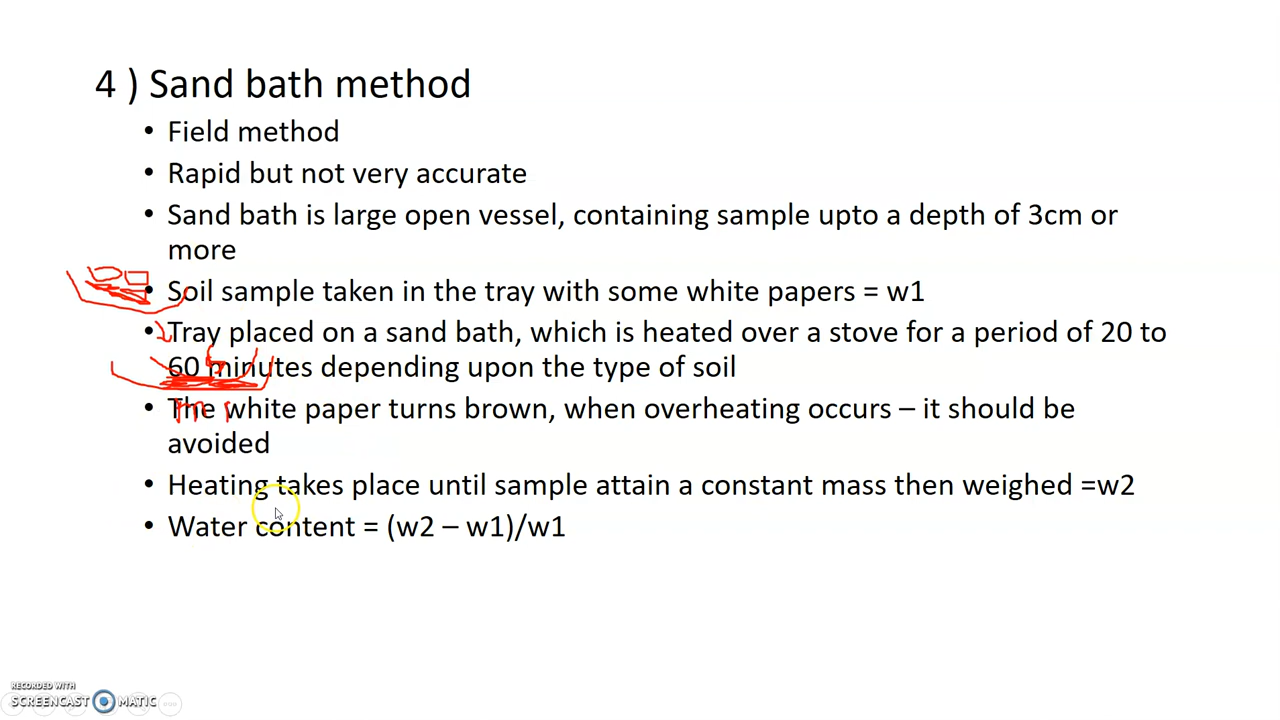 4 ) Sand bath method
• Field method
• Rapid but not very accurate
• Sand bath is large open vessel, containing sample upto a depth of 3cm or
more
• Soil sample taken in the tray with some white papers = w1
• Tray placed on a sand bath, which is heated over a stove for a period of 20 to
60 minutes depending upon the type of soil
• The white paper turns brown, when overheating occurs – it should be
avoided
• Heating takes place until sample attain a constant mass then weighed =w2
• Water content = (w2 – w1)/w1
RECORDED WITH
SCREENCAST MATIC